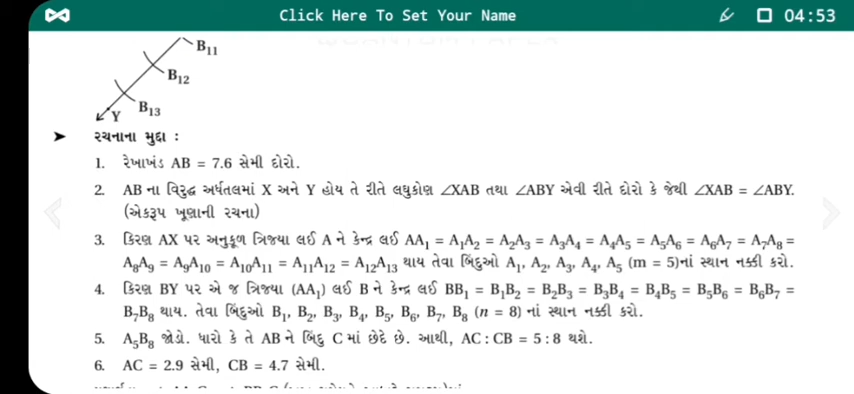 Click Here To Set Your Name
04:53
B₁₁
B₁₂
B₁₃
Y
➤ રચનાના મુદ્દા :
1. રેખાખંડ AB = 7.6 સેમી દોરો.
2. AB ના વિરુદ્ધ અર્ધતલમાં X અને Y હોય તે રીતે લઘુકોણ ∠XAB તથા ∠ABY એવી રીતે દોરો કે જેથી ∠XAB = ∠ABY.
(એકરૂપ ખૂણાની રચના)
3. કિરણ AX પર અનુકૂળ ત્રિજ્યા લઈ A ને કેન્દ્ર લઈ AA₁ = A₁A₂ = A₂A₃ = A₃A₄ = A₄A₅ = A₅A₆ = A₆A₇ = A₇A₈ =
A₈A₉ = A₉A₁₀ = A₁₀A₁₁ = A₁₁A₁₂ = A₁₂A₁₃ થાય તેવા બિંદુઓ A₁, A₂, A₃, A₄, A₅ (m = 5)નાં સ્થાન નક્કી કરો.
4. કિરણ BY પર એ જ ત્રિજ્યા (AA₁) લઈ B ને કેન્દ્ર લઈ BB₁ = B₁B₂ = B₂B₃ = B₃B₄ = B₄B₅ = B₅B₆ = B₆B₇ =
B₇B₈ થાય. તેવા બિંદુઓ B₁, B₂, B₃, B₄, B₅, B₆, B₇, B₈ (n = 8) નાં સ્થાન નક્કી કરો.
5. A₅B₈ જોડો. ધારો કે તે AB ને બિંદુ C માં છેદે છે. આથી, AC : CB = 5 : 8 થશે.
6. AC = 2.9 સેમી, CB = 4.7 સેમી.